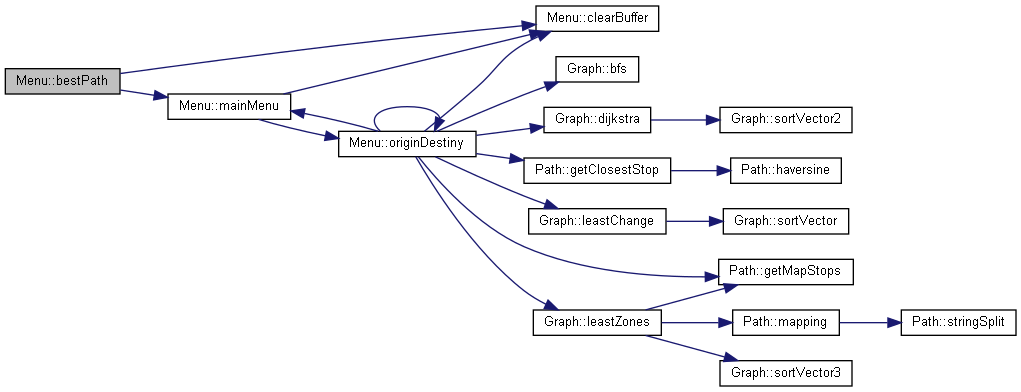 Menu::clearBuffer
Graph::bfs
Menu::bestPath
Menu::mainMenu
Graph::dijkstra
Graph::sortVector2
Menu::originDestiny
Path::getClosestStop
Path::haversine
Graph::leastChange
Graph::sortVector
Path::getMapStops
Graph::leastZones
Path::mapping
Path::stringSplit
Graph::sortVector3